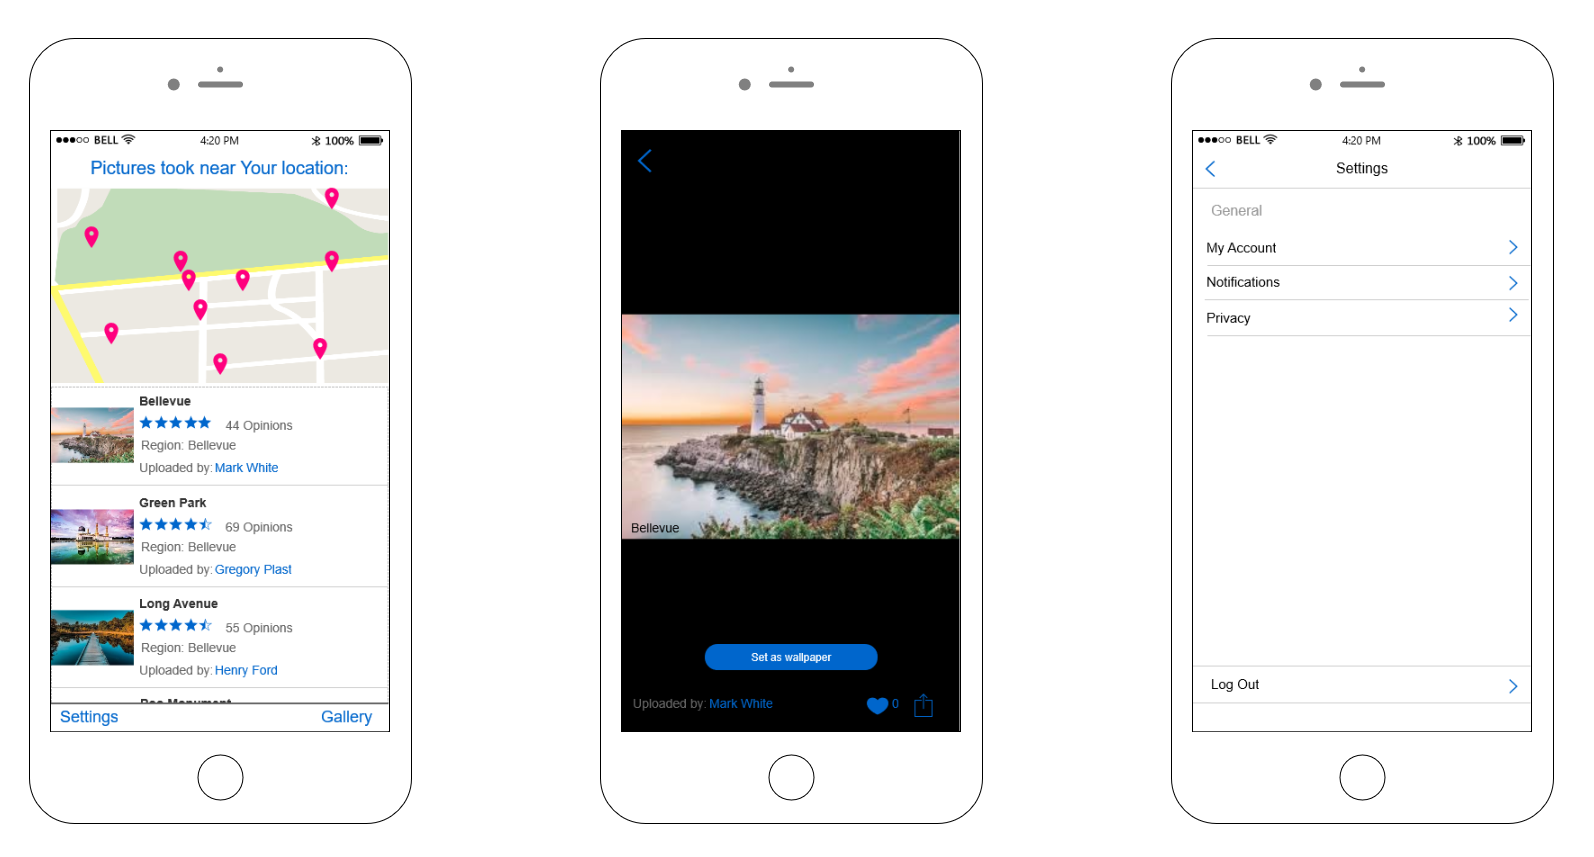 BELL 4:20 PM 100%
Pictures took near Your location:
Bellevue
44 Opinions
Region: Bellevue
Uploaded by: Mark White
Green Park
69 Opinions
Region: Bellevue
Uploaded by: Gregory Plast
Long Avenue
55 Opinions
Region: Bellevue
Uploaded by: Henry Ford
Monument
Settings Gallery
Bellevue
Set as wallpaper
Uploaded by: Mark White 0
BELL 4:20 PM 100%
Settings
General
My Account
Notifications
Privacy
Log Out